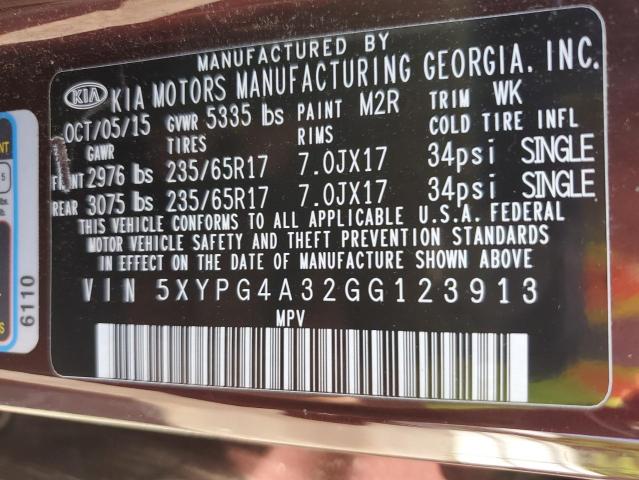 MANUFACTURED BY
KIA KIA MOTORS MANUFACTURING GEORGIA, INC.
OCT/05/15 GVWR 5335 lbs PAINT M2R TRIM WK
GAWR TIRES RIMS COLD TIRE INFL
FRONT 2976 lbs 235/65R17 7.0JX17 34psi SINGLE
REAR 3075 lbs 235/65R17 7.0JX17 34psi SINGLE
THIS VEHICLE CONFORMS TO ALL APPLICABLE U.S.A. FEDERAL
MOTOR VEHICLE SAFETY AND THEFT PREVENTION STANDARDS
IN EFFECT ON THE DATE OF MANUFACTURE SHOWN ABOVE
VIN 5XYPG4A32GG123913
MPV
6110